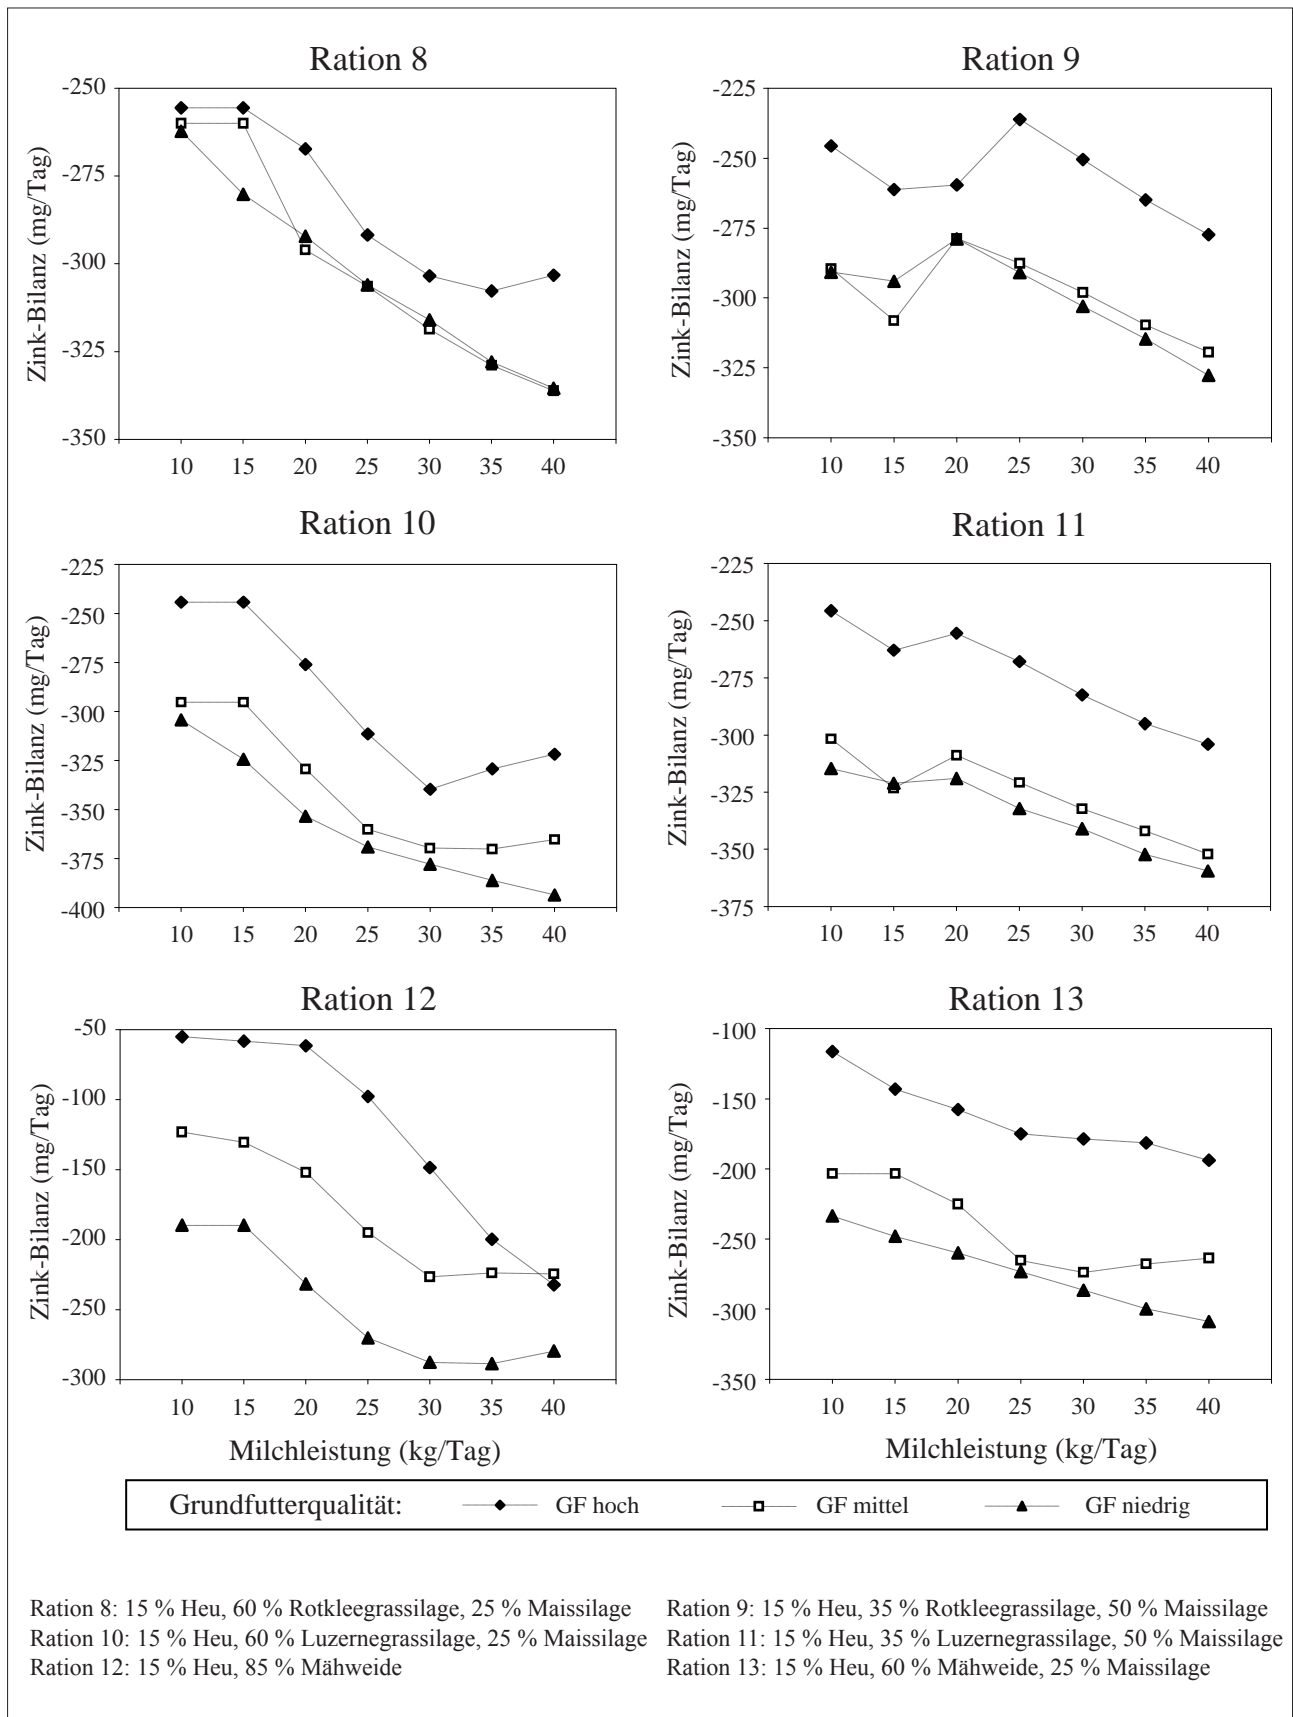 Ration 8
Zink-Bilanz (mg/Tag)
-250
-275
-300
-325
-350
10 15 20 25 30 35 40
Ration 9
Zink-Bilanz (mg/Tag)
-225
-250
-275
-300
-325
-350
10 15 20 25 30 35 40
Ration 10
Zink-Bilanz (mg/Tag)
-225
-250
-275
-300
-325
-350
-375
-400
10 15 20 25 30 35 40
Ration 11
Zink-Bilanz (mg/Tag)
-225
-250
-275
-300
-325
-350
-375
10 15 20 25 30 35 40
Ration 12
Zink-Bilanz (mg/Tag)
-50
-100
-150
-200
-250
-300
10 15 20 25 30 35 40
Milchleistung (kg/Tag)
Ration 13
Zink-Bilanz (mg/Tag)
-100
-150
-200
-250
-300
-350
10 15 20 25 30 35 40
Milchleistung (kg/Tag)
Grundfutterqualität: GF hoch GF mittel GF niedrig
Ration 8: 15 % Heu, 60 % Rotkleegrassilage, 25 % Maissilage
Ration 9: 15 % Heu, 35 % Rotkleegrassilage, 50 % Maissilage
Ration 10: 15 % Heu, 60 % Luzernegrassilage, 25 % Maissilage
Ration 11: 15 % Heu, 35 % Luzernegrassilage, 50 % Maissilage
Ration 12: 15 % Heu, 85 % Mähweide
Ration 13: 15 % Heu, 60 % Mähweide, 25 % Maissilage